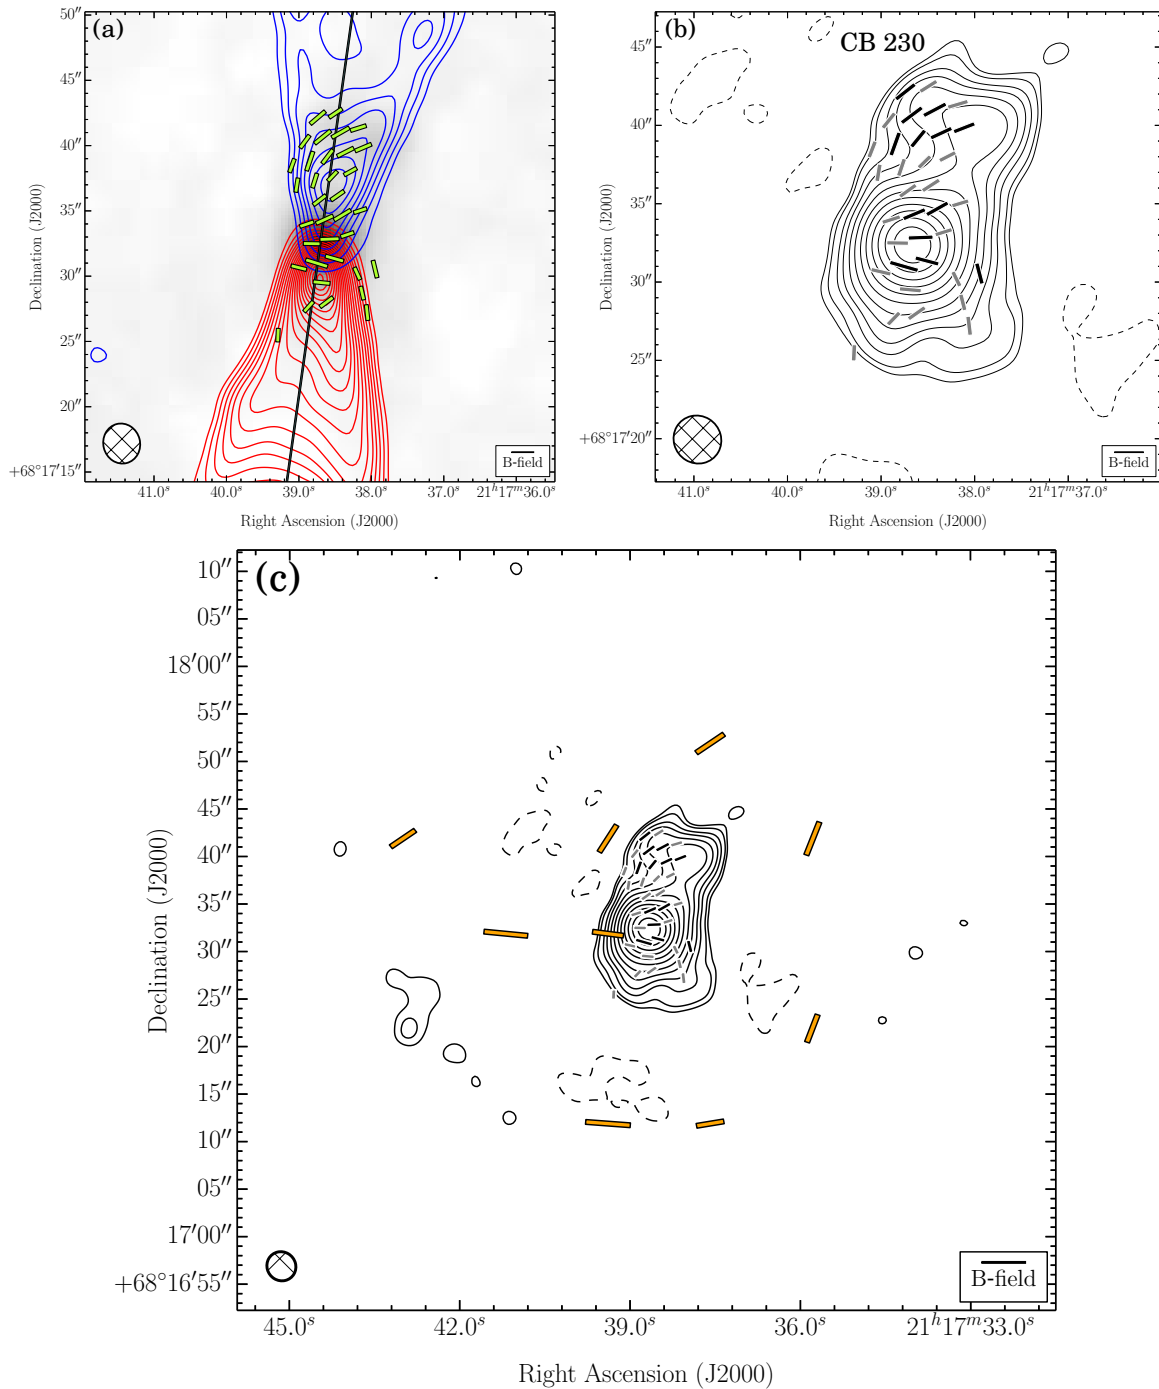 (a)
50″
45″
40″
35″
30″
25″
20″
+68°17′15″
Declination (J2000)
B-field
41.0ˢ 40.0ˢ 39.0ˢ 38.0ˢ 37.0ˢ 21ʰ17ᵐ36.0ˢ
Right Ascension (J2000)
(b)
CB 230
45″
40″
35″
30″
25″
+68°17′20″
Declination (J2000)
B-field
41.0ˢ 40.0ˢ 39.0ˢ 38.0ˢ 21ʰ17ᵐ37.0ˢ
Right Ascension (J2000)
(c)
10″
05″
18′00″
55″
50″
45″
40″
35″
30″
25″
20″
15″
10″
05″
17′00″
+68°16′55″
Declination (J2000)
B-field
45.0ˢ 42.0ˢ 39.0ˢ 36.0ˢ 21ʰ17ᵐ33.0ˢ
Right Ascension (J2000)